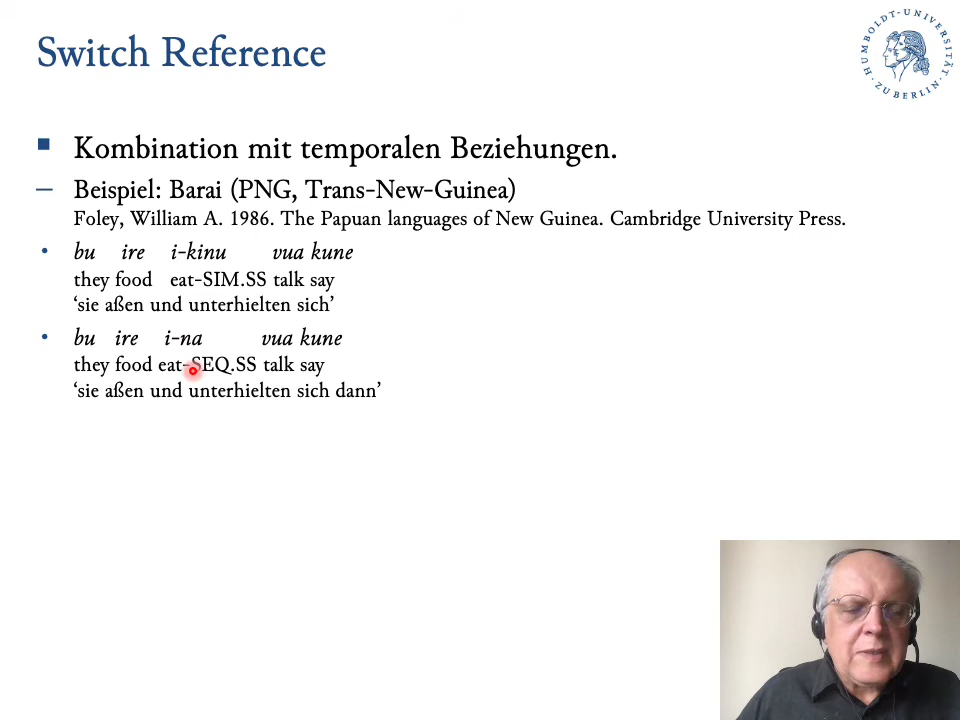 Switch Reference
HUMBOLDT-UNIVERSITÄT · ZU BERLIN ·
Kombination mit temporalen Beziehungen.
Beispiel: Barai (PNG, Trans-New-Guinea)
Foley, William A. 1986. The Papuan languages of New Guinea. Cambridge University Press.
bu ire i-kinu vua kune
they food eat-SIM.SS talk say
‘sie aßen und unterhielten sich’
bu ire i-na vua kune
they food eat-SEQ.SS talk say
‘sie aßen und unterhielten sich dann’